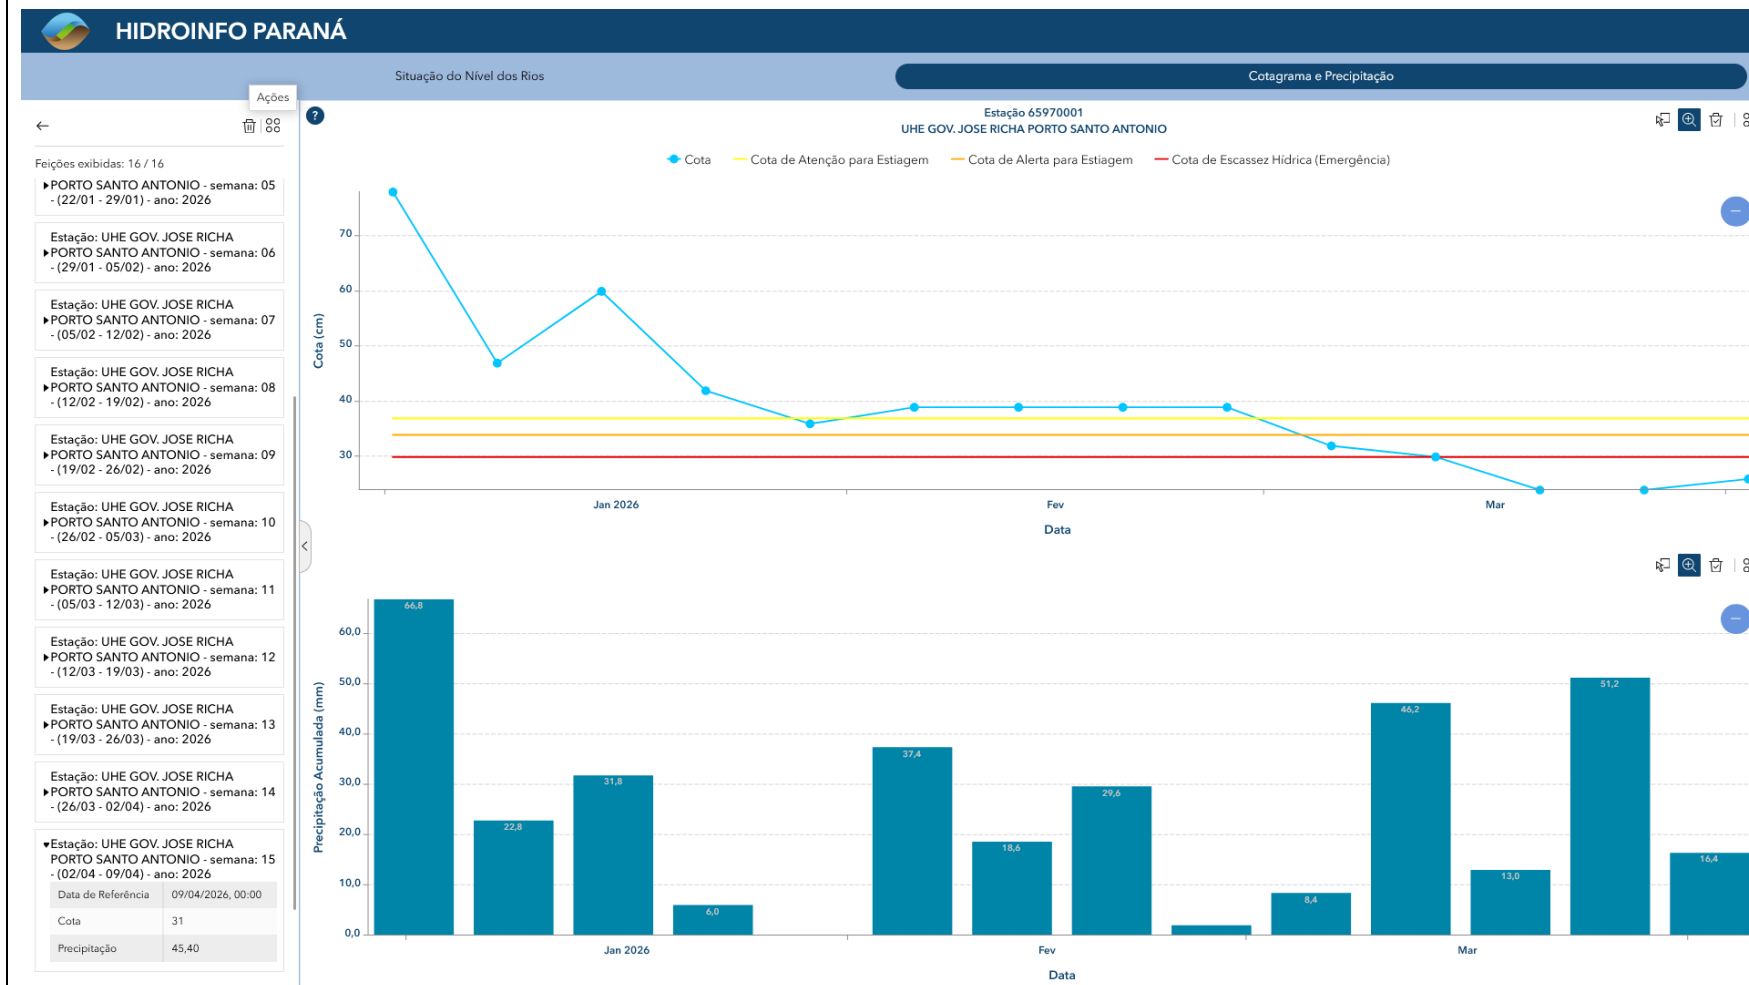 HIDROINFO PARANÁ
Situação do Nível dos Rios
Cotagrama e Precipitação
Ações
Feições exibidas: 16 / 16
PORTO SANTO ANTONIO - semana: 05
- (22/01 - 29/01) - ano: 2026
Estação: UHE GOV. JOSE RICHA
PORTO SANTO ANTONIO - semana: 06
- (29/01 - 05/02) - ano: 2026
Estação: UHE GOV. JOSE RICHA
PORTO SANTO ANTONIO - semana: 07
- (05/02 - 12/02) - ano: 2026
Estação: UHE GOV. JOSE RICHA
PORTO SANTO ANTONIO - semana: 08
- (12/02 - 19/02) - ano: 2026
Estação: UHE GOV. JOSE RICHA
PORTO SANTO ANTONIO - semana: 09
- (19/02 - 26/02) - ano: 2026
Estação: UHE GOV. JOSE RICHA
PORTO SANTO ANTONIO - semana: 10
- (26/02 - 05/03) - ano: 2026
Estação: UHE GOV. JOSE RICHA
PORTO SANTO ANTONIO - semana: 11
- (05/03 - 12/03) - ano: 2026
Estação: UHE GOV. JOSE RICHA
PORTO SANTO ANTONIO - semana: 12
- (12/03 - 19/03) - ano: 2026
Estação: UHE GOV. JOSE RICHA
PORTO SANTO ANTONIO - semana: 13
- (19/03 - 26/03) - ano: 2026
Estação: UHE GOV. JOSE RICHA
PORTO SANTO ANTONIO - semana: 14
- (26/03 - 02/04) - ano: 2026
Estação: UHE GOV. JOSE RICHA
PORTO SANTO ANTONIO - semana: 15
- (02/04 - 09/04) - ano: 2026
Data de Referência 09/04/2026, 00:00
Cota 31
Precipitação 45,40
?
Estação 65970001
UHE GOV. JOSE RICHA PORTO SANTO ANTONIO
Cota
Cota de Atenção para Estiagem
Cota de Alerta para Estiagem
Cota de Escassez Hídrica (Emergência)
Cota (cm)
70
60
50
40
30
Jan 2026
Fev
Mar
Data
Precipitação Acumulada (mm)
60,0
50,0
40,0
30,0
20,0
10,0
0,0
66,8
22,8
31,8
6,0
37,4
18,6
29,6
8,4
46,2
13,0
51,2
16,4
Jan 2026
Fev
Mar
Data